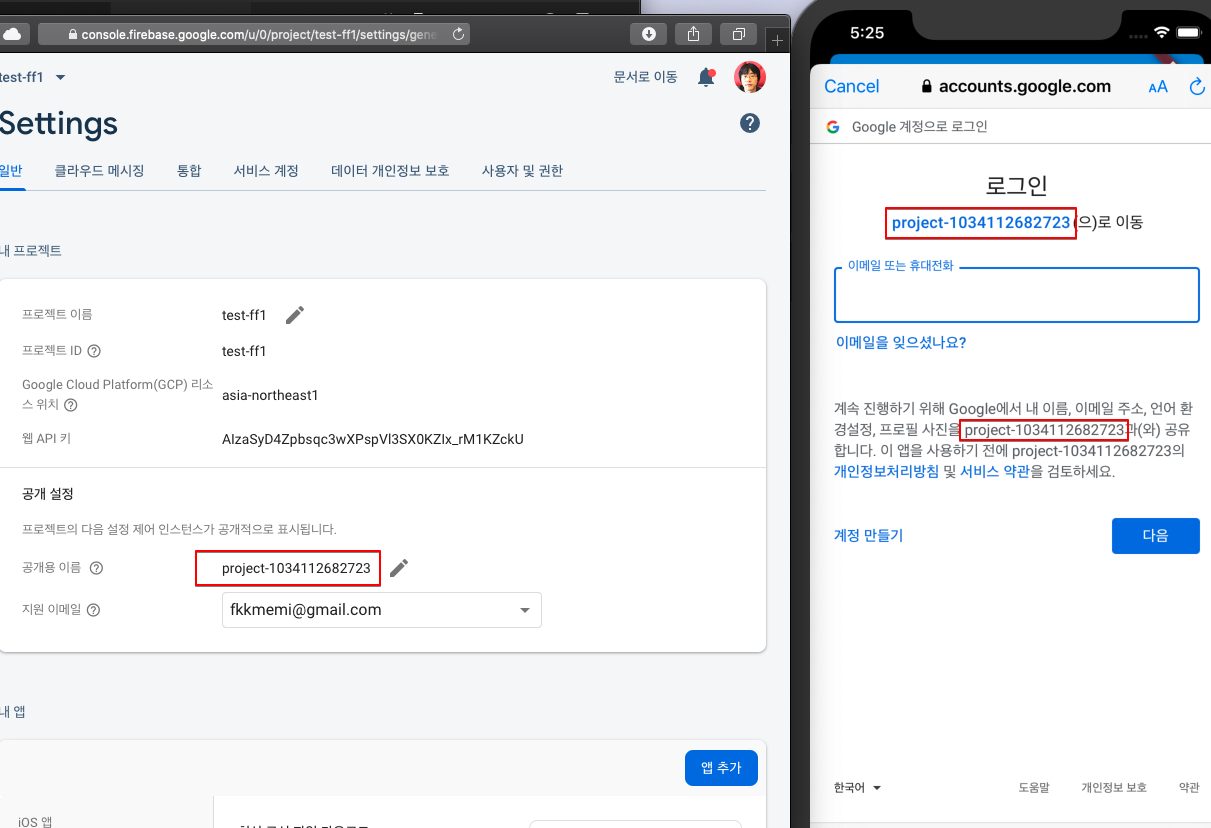 console.firebase.google.com/u/0/project/test-ff1/settings/gene
test-ff1
문서로 이동
Settings
일반
클라우드 메시징
통합
서비스 계정
데이터 개인정보 보호
사용자 및 권한
내 프로젝트
프로젝트 이름
test-ff1
프로젝트 ID
test-ff1
Google Cloud Platform(GCP) 리소
스 위치
asia-northeast1
웹 API 키
AIzaSyD4Zpbsqc3wXPspVl3SX0KZIx_rM1KZckU
공개 설정
프로젝트의 다음 설정 제어 인스턴스가 공개적으로 표시됩니다.
공개용 이름
project-1034112682723
지원 이메일
fkkmemi@gmail.com
내 앱
앱 추가
iOS 앱
5:25
Cancel
accounts.google.com
AA
Google 계정으로 로그인
로그인
project-1034112682723(으)로 이동
이메일 또는 휴대전화
이메일을 잊으셨나요?
계속 진행하기 위해 Google에서 내 이름, 이메일 주소, 언어 환
경설정, 프로필 사진을 project-1034112682723과(와) 공유
합니다. 이 앱을 사용하기 전에 project-1034112682723의
개인정보처리방침 및 서비스 약관을 검토하세요.
계정 만들기
다음
한국어
도움말
개인정보 보호
약관